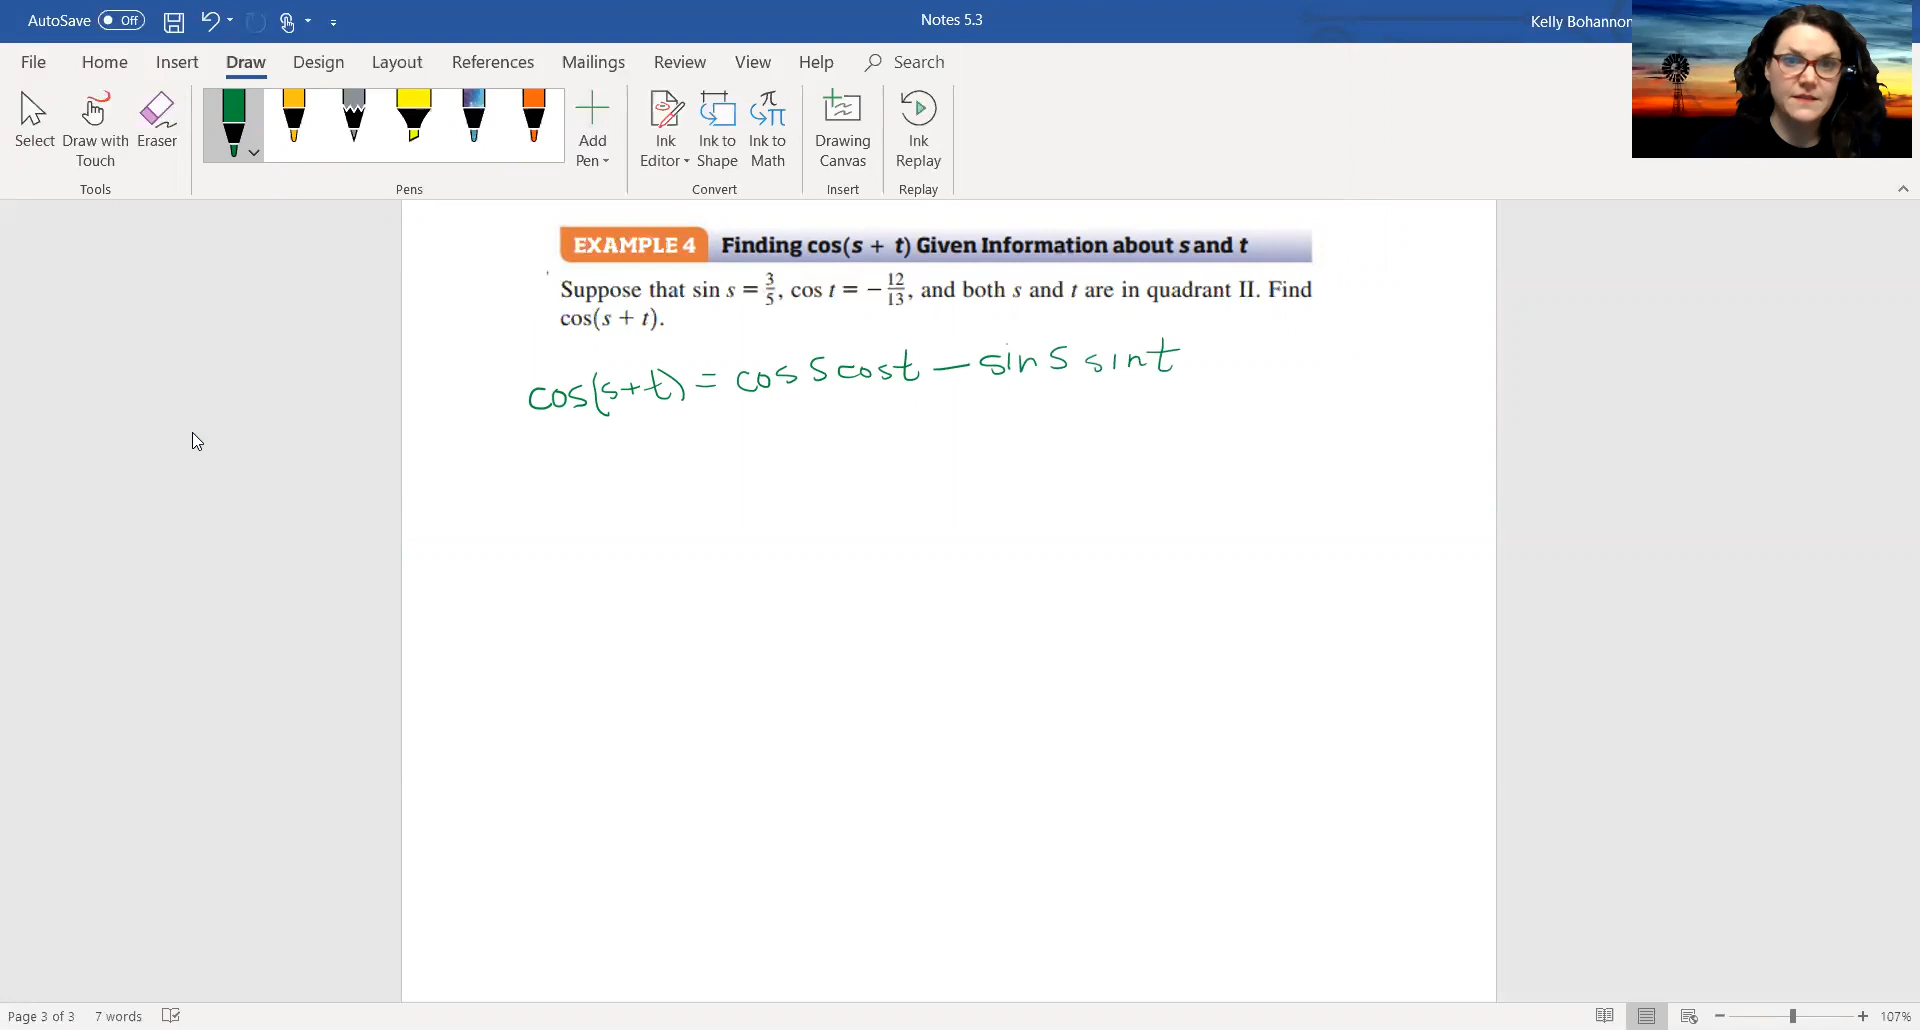 AutoSave Off
Notes 5.3
Kelly Bohannon
File Home Insert Draw Design Layout References Mailings Review View Help Search
Select Draw with Touch Eraser Add Pen Ink Editor Ink to Shape Ink to Math Drawing Canvas Ink Replay
Tools Pens Convert Insert Replay
EXAMPLE 4 Finding cos(s + t) Given Information about s and t
Suppose that sin s = 3/5, cos t = −12/13, and both s and t are in quadrant II. Find
cos(s + t).
cos(s+t) = cos s cos t − sin s sin t
Page 3 of 3 7 words 107%